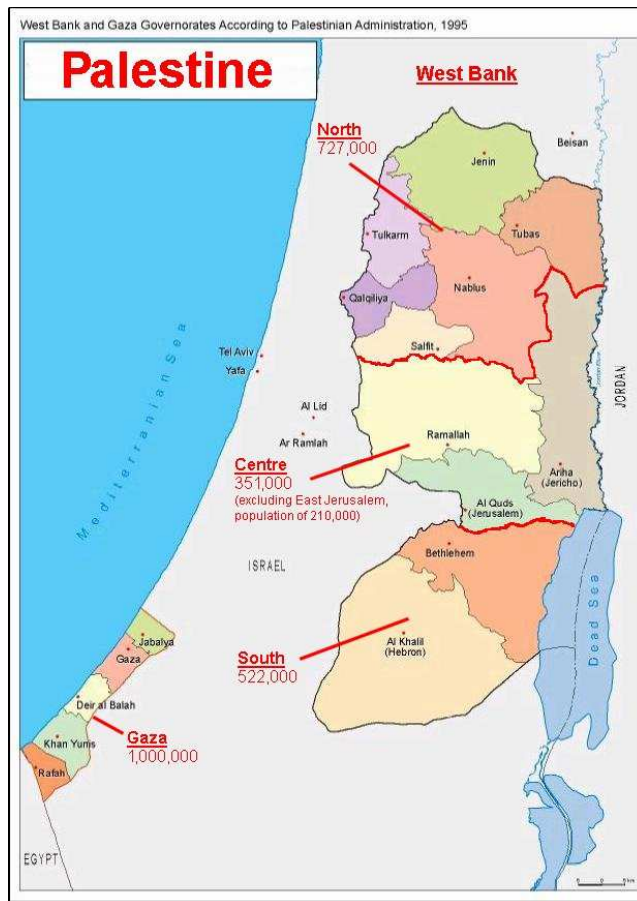 West Bank and Gaza Governorates According to Palestinian Administration, 1995
Palestine
West Bank
North
727,000
Jenin
Beisan
Tulkarm
Tubas
Nablus
Qalqiliya
Salfit
Mediterranian Sea
Tel Aviv
Yafa
Al Lid
Ar Ramlah
Ramallah
JORDAN
Jordan River
Centre
351,000
(excluding East Jerusalem,
population of 210,000)
Ariha
(Jericho)
Al Quds
(Jerusalem)
ISRAEL
Bethlehem
Dead Sea
Al Khalil
(Hebron)
South
522,000
Jabalya
Gaza
Deir al Balah
Khan Yunis
Gaza
1,000,000
Rafah
EGYPT